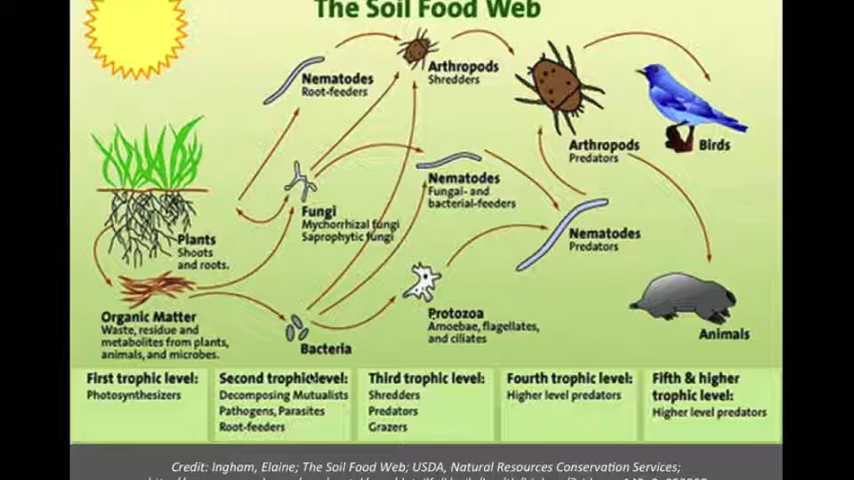 The Soil Food Web
Nematodes
Root-feeders
Arthropods
Shredders
Arthropods
Predators
Birds
Fungi
Mychorrhizal fungi
Saprophytic fungi
Nematodes
Fungal- and
bacterial-feeders
Nematodes
Predators
Plants
Shoots
and roots.
Organic Matter
Waste, residue and
metabolites from plants,
animals, and microbes.
Bacteria
Protozoa
Amoebae, flagellates,
and ciliates
Animals
First trophic level:
Photosynthesizers
Second trophic level:
Decomposing Mutualists
Pathogens, Parasites
Root-feeders
Third trophic level:
Shredders
Predators
Grazers
Fourth trophic level:
Higher level predators
Fifth & higher
trophic level:
Higher level predators
Credit: Ingham, Elaine; The Soil Food Web; USDA, Natural Resources Conservation Services;